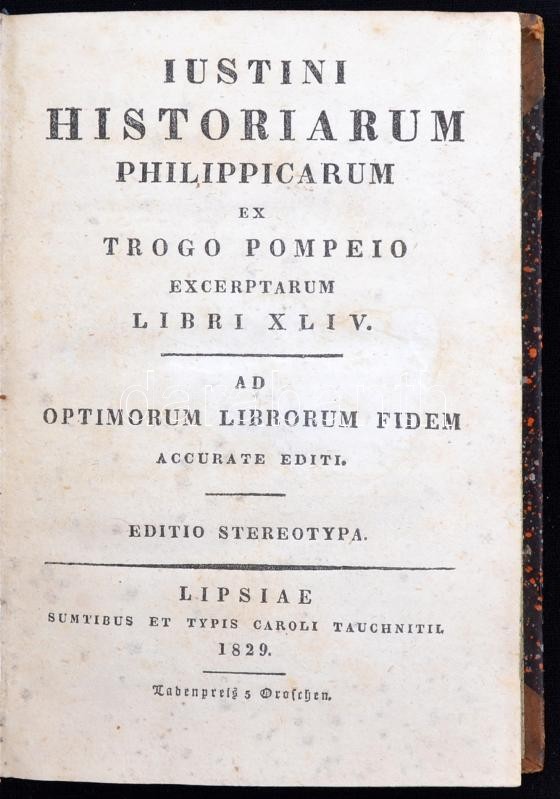 IUSTINI
HISTORIARUM
PHILIPPICARUM
EX
TROGO POMPEIO
EXCERPTARUM
LIBRI XLIV.
AD
OPTIMORUM LIBRORUM FIDEM
ACCURATE EDITI.
EDITIO STEREOTYPA.
LIPSIAE
SUMTIBUS ET TYPIS CAROLI TAUCHNITII.
1829.
Ladenpreiß 5 Groschen.